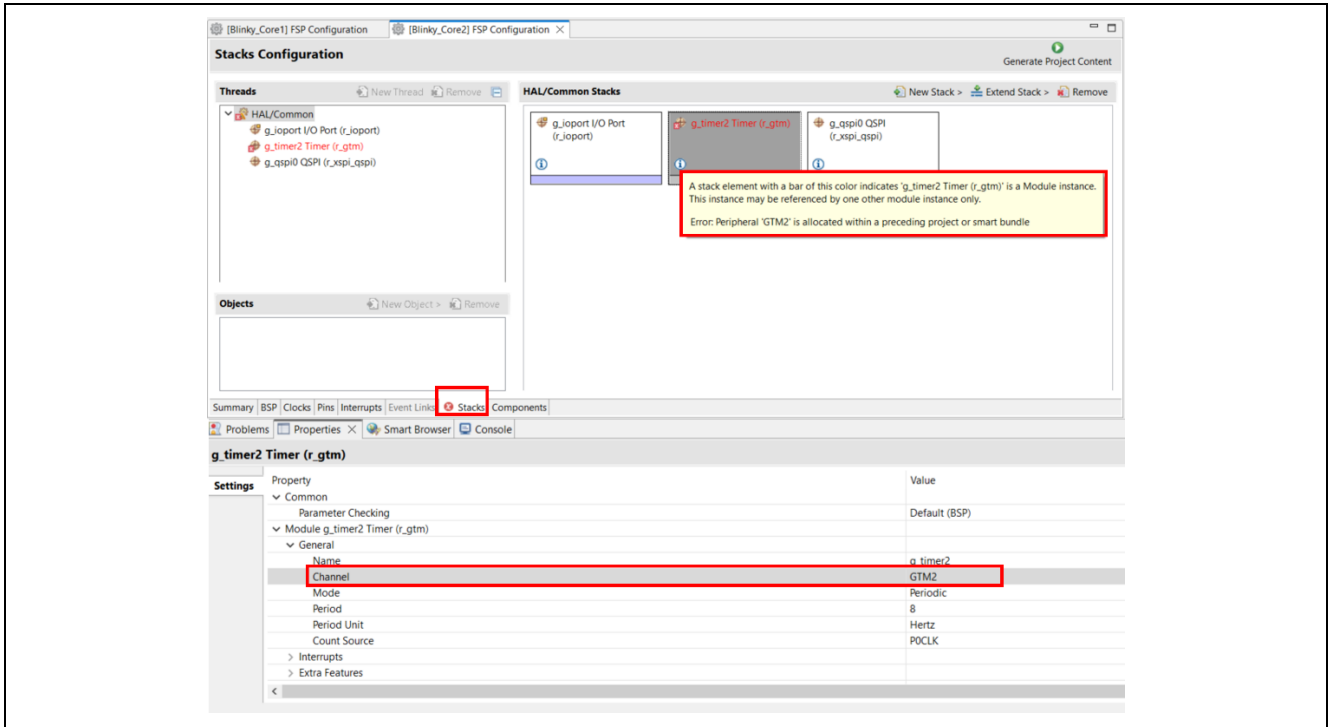 [Blinky_Core1] FSP Configuration
[Blinky_Core2] FSP Configuration
Stacks Configuration
Generate Project Content
Threads
New Thread
Remove
HAL/Common
g_ioport I/O Port (r_ioport)
g_timer2 Timer (r_gtm)
g_qspi0 QSPI (r_xspi_qspi)
Objects
New Object >
Remove
HAL/Common Stacks
New Stack >
Extend Stack >
Remove
g_ioport I/O Port
(r_ioport)
g_timer2 Timer (r_gtm)
g_qspi0 QSPI
(r_xspi_qspi)
A stack element with a bar of this color indicates 'g_timer2 Timer (r_gtm)' is a Module instance.
This instance may be referenced by one other module instance only.
Error: Peripheral 'GTM2' is allocated within a preceding project or smart bundle
Summary BSP Clocks Pins Interrupts Event Links Stacks Components
Problems Properties Smart Browser Console
g_timer2 Timer (r_gtm)
Settings
Property Value
Common
Parameter Checking Default (BSP)
Module g_timer2 Timer (r_gtm)
General
Name g_timer2
Channel GTM2
Mode Periodic
Period 8
Period Unit Hertz
Count Source P0CLK
Interrupts
Extra Features